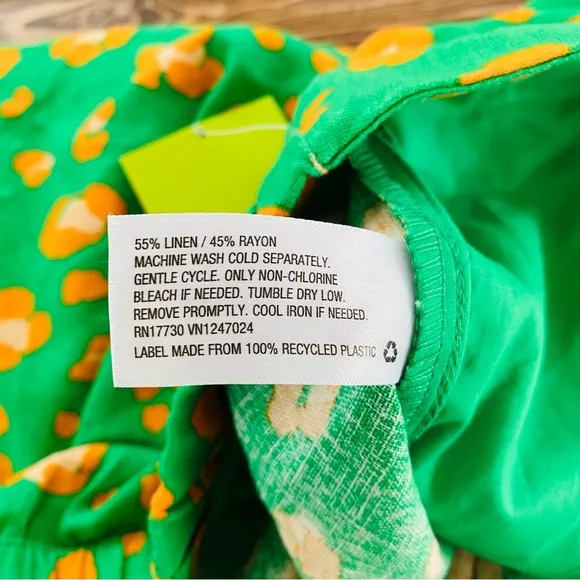 55% LINEN / 45% RAYON
MACHINE WASH COLD SEPARATELY.
GENTLE CYCLE. ONLY NON-CHLORINE
BLEACH IF NEEDED. TUMBLE DRY LOW.
REMOVE PROMPTLY. COOL IRON IF NEEDED.
RN17730 VN1247024
LABEL MADE FROM 100% RECYCLED PLASTIC